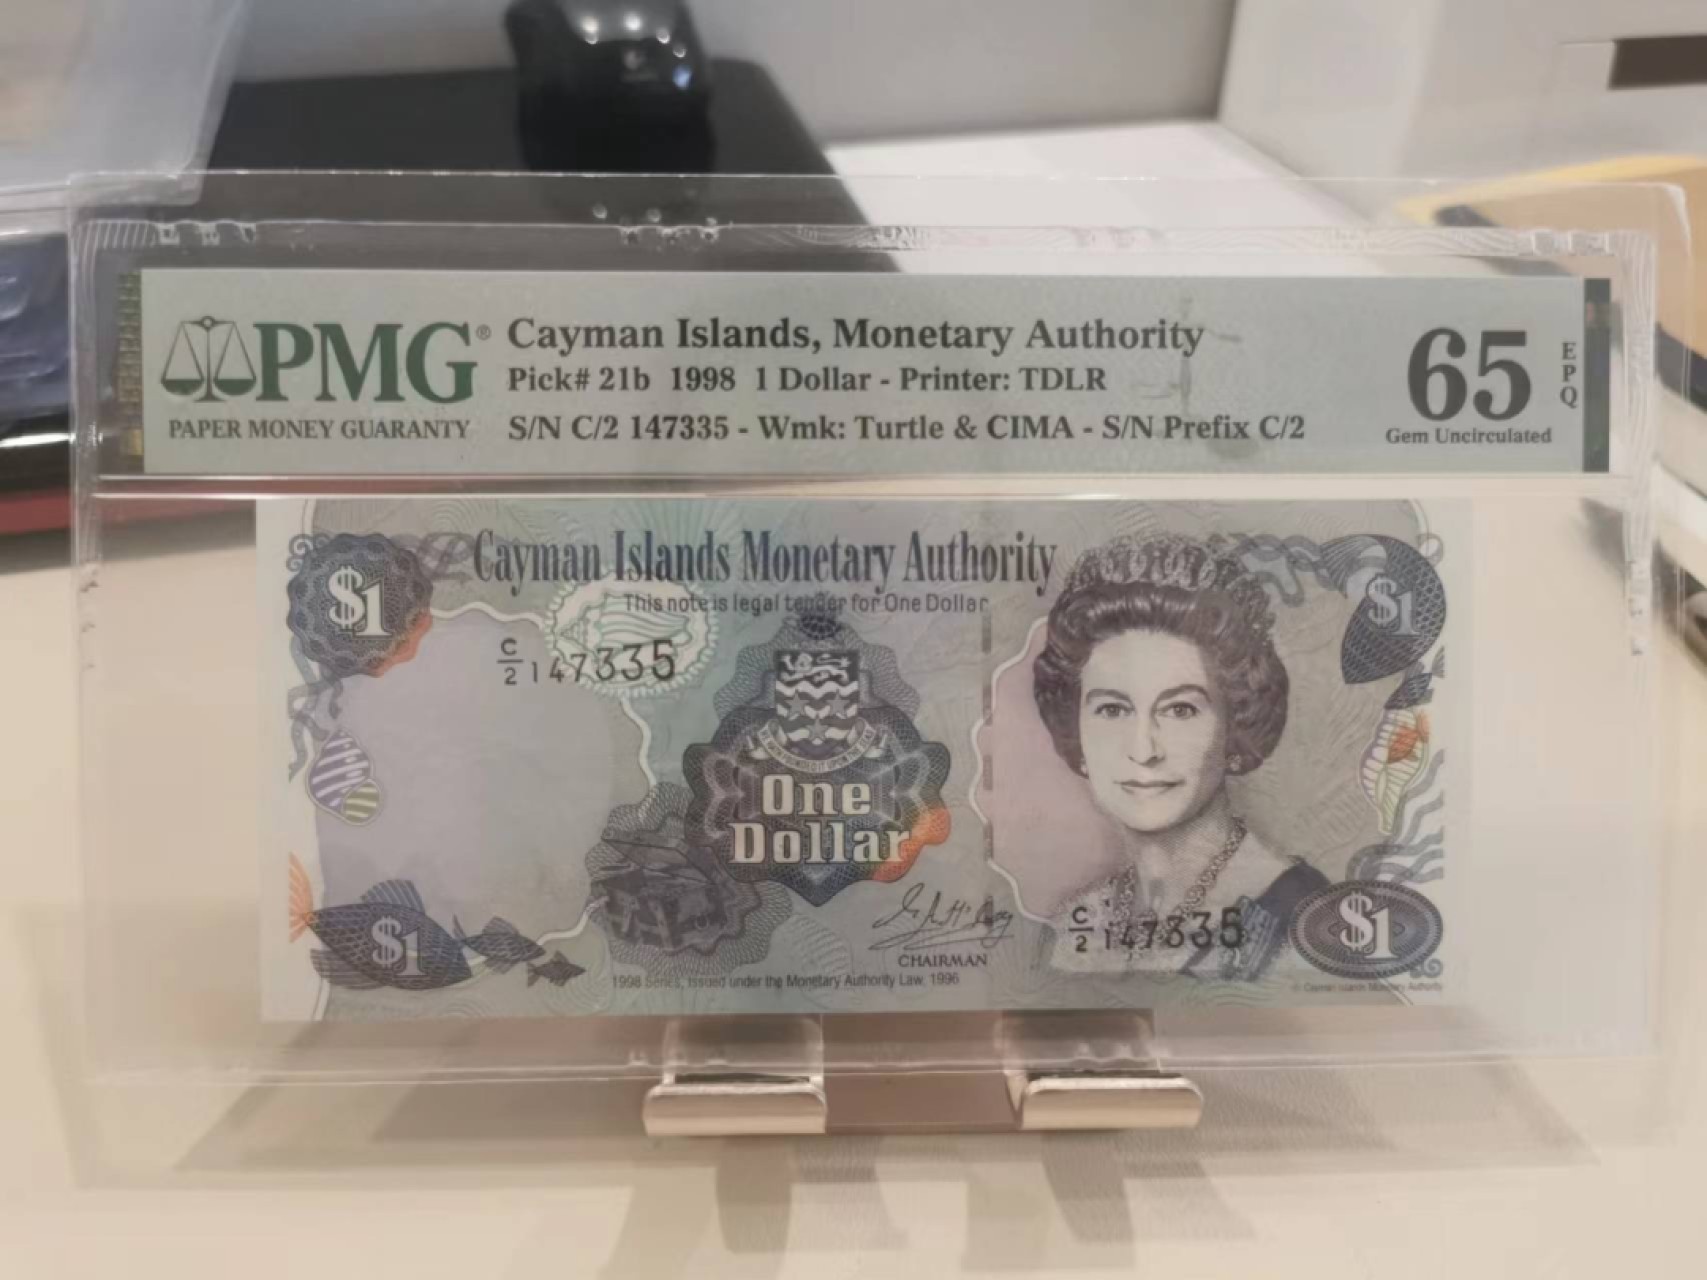 PMG®
PAPER MONEY GUARANTY
Cayman Islands, Monetary Authority
Pick# 21b 1998 1 Dollar - Printer: TDLR
S/N C/2 147335 - Wmk: Turtle & CIMA - S/N Prefix C/2
65
EPQ
Gem Uncirculated
Cayman Islands Monetary Authority
This note is legal tender for One Dollar
$1
$1
C/2 147335
One
Dollar
C/2 147335
CHAIRMAN
$1
$1
1998 Series, Issued under the Monetary Authority Law, 1996
© Cayman Islands Monetary Authority